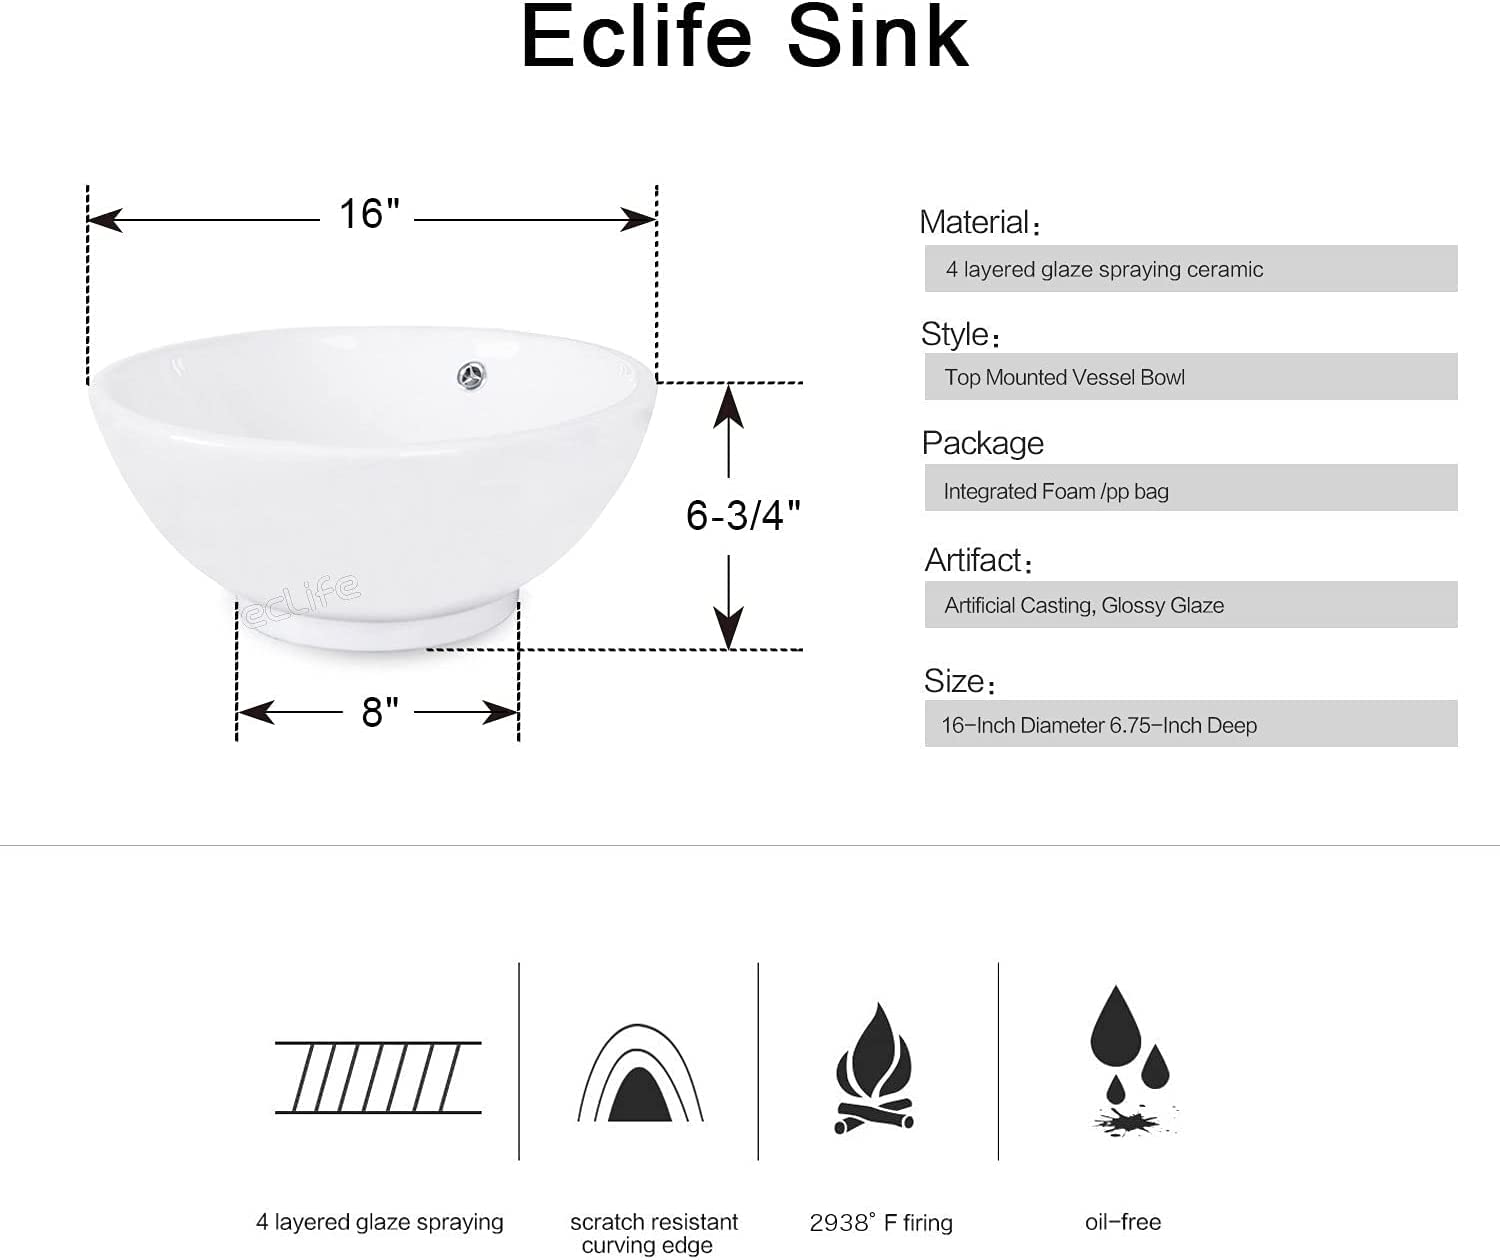 Eclife Sink
16"
6-3/4"
8"
ecLife
Material:
4 layered glaze spraying ceramic
Style:
Top Mounted Vessel Bowl
Package
Integrated Foam /pp bag
Artifact:
Artificial Casting, Glossy Glaze
Size:
16-Inch Diameter 6.75-Inch Deep
4 layered glaze spraying
scratch resistant
curving edge
2938° F firing
oil-free